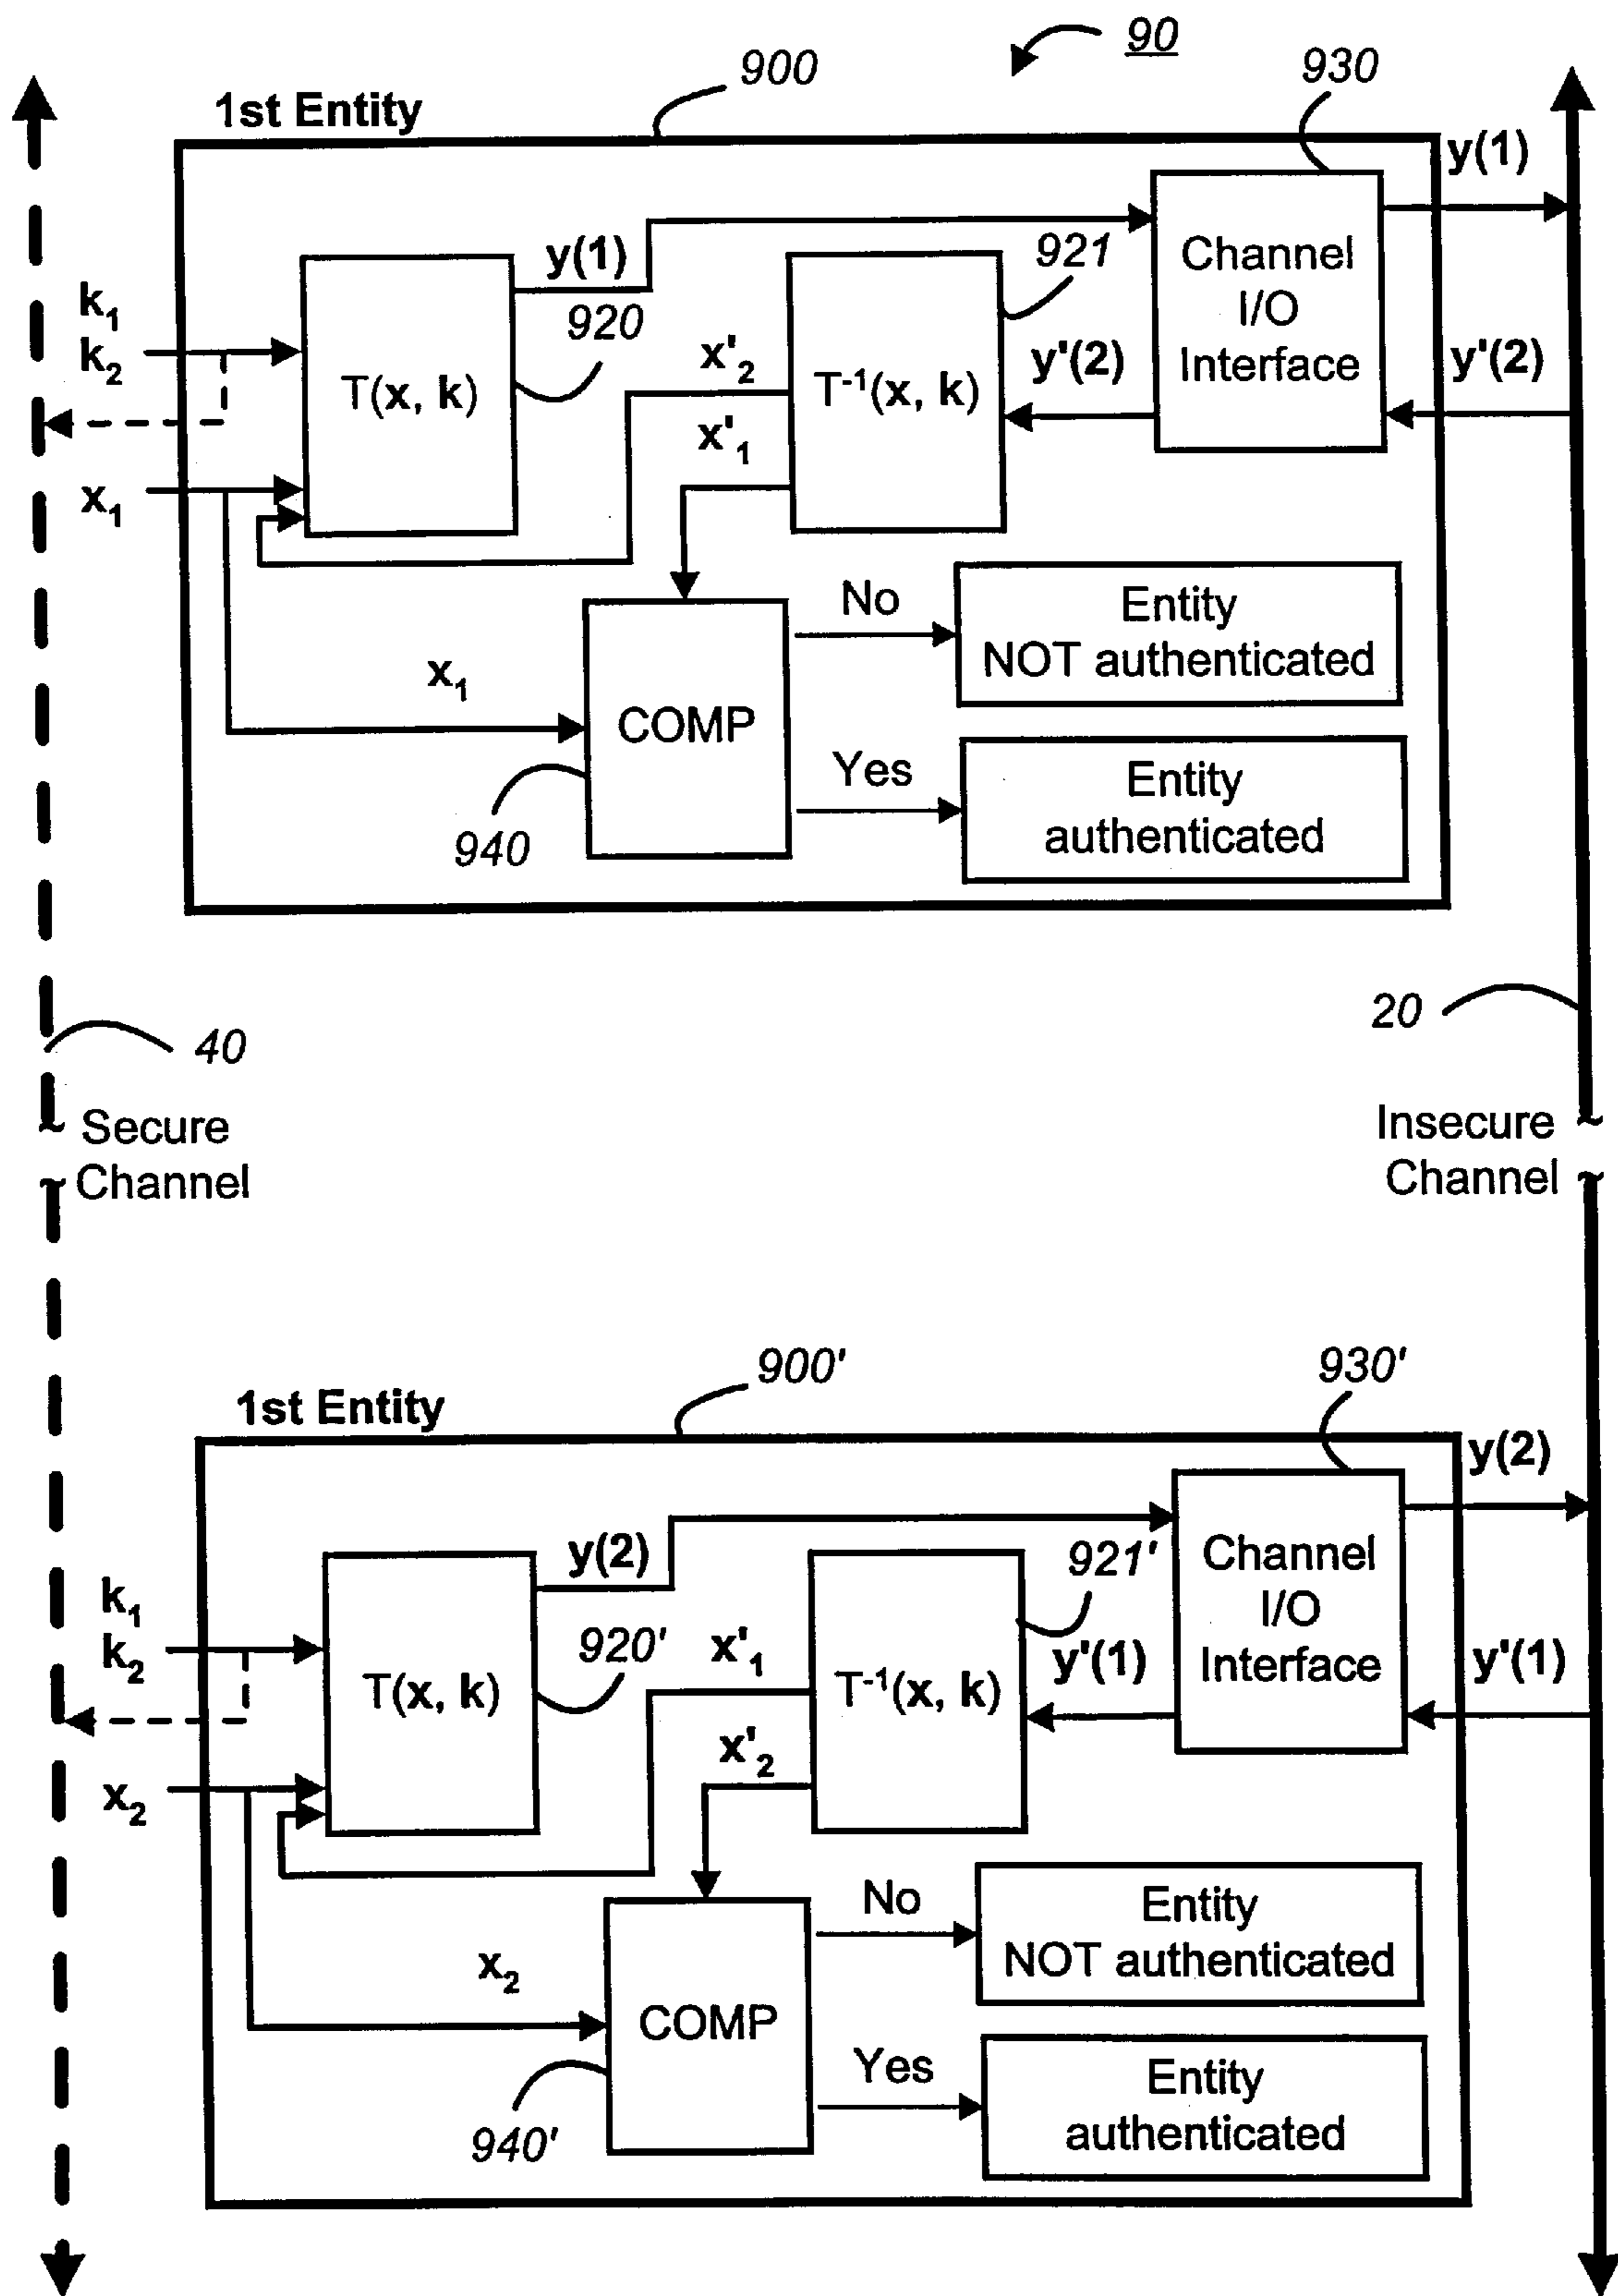 90
900
930
1st Entity
y(1)
y(1)
921
Channel
I/O
Interface
k₁
k₂
920
T(x, k)
x'₂
x'₁
T⁻¹(x, k)
y'(2)
y'(2)
x₁
No
Entity
NOT authenticated
x₁
COMP
Yes
Entity
authenticated
940
20
40
Secure
Channel
Insecure
Channel
900'
930'
1st Entity
y(2)
y(2)
921'
Channel
I/O
Interface
k₁
k₂
920'
T(x, k)
x'₁
x'₂
T⁻¹(x, k)
y'(1)
y'(1)
x₂
No
Entity
NOT authenticated
x₂
COMP
Yes
Entity
authenticated
940'